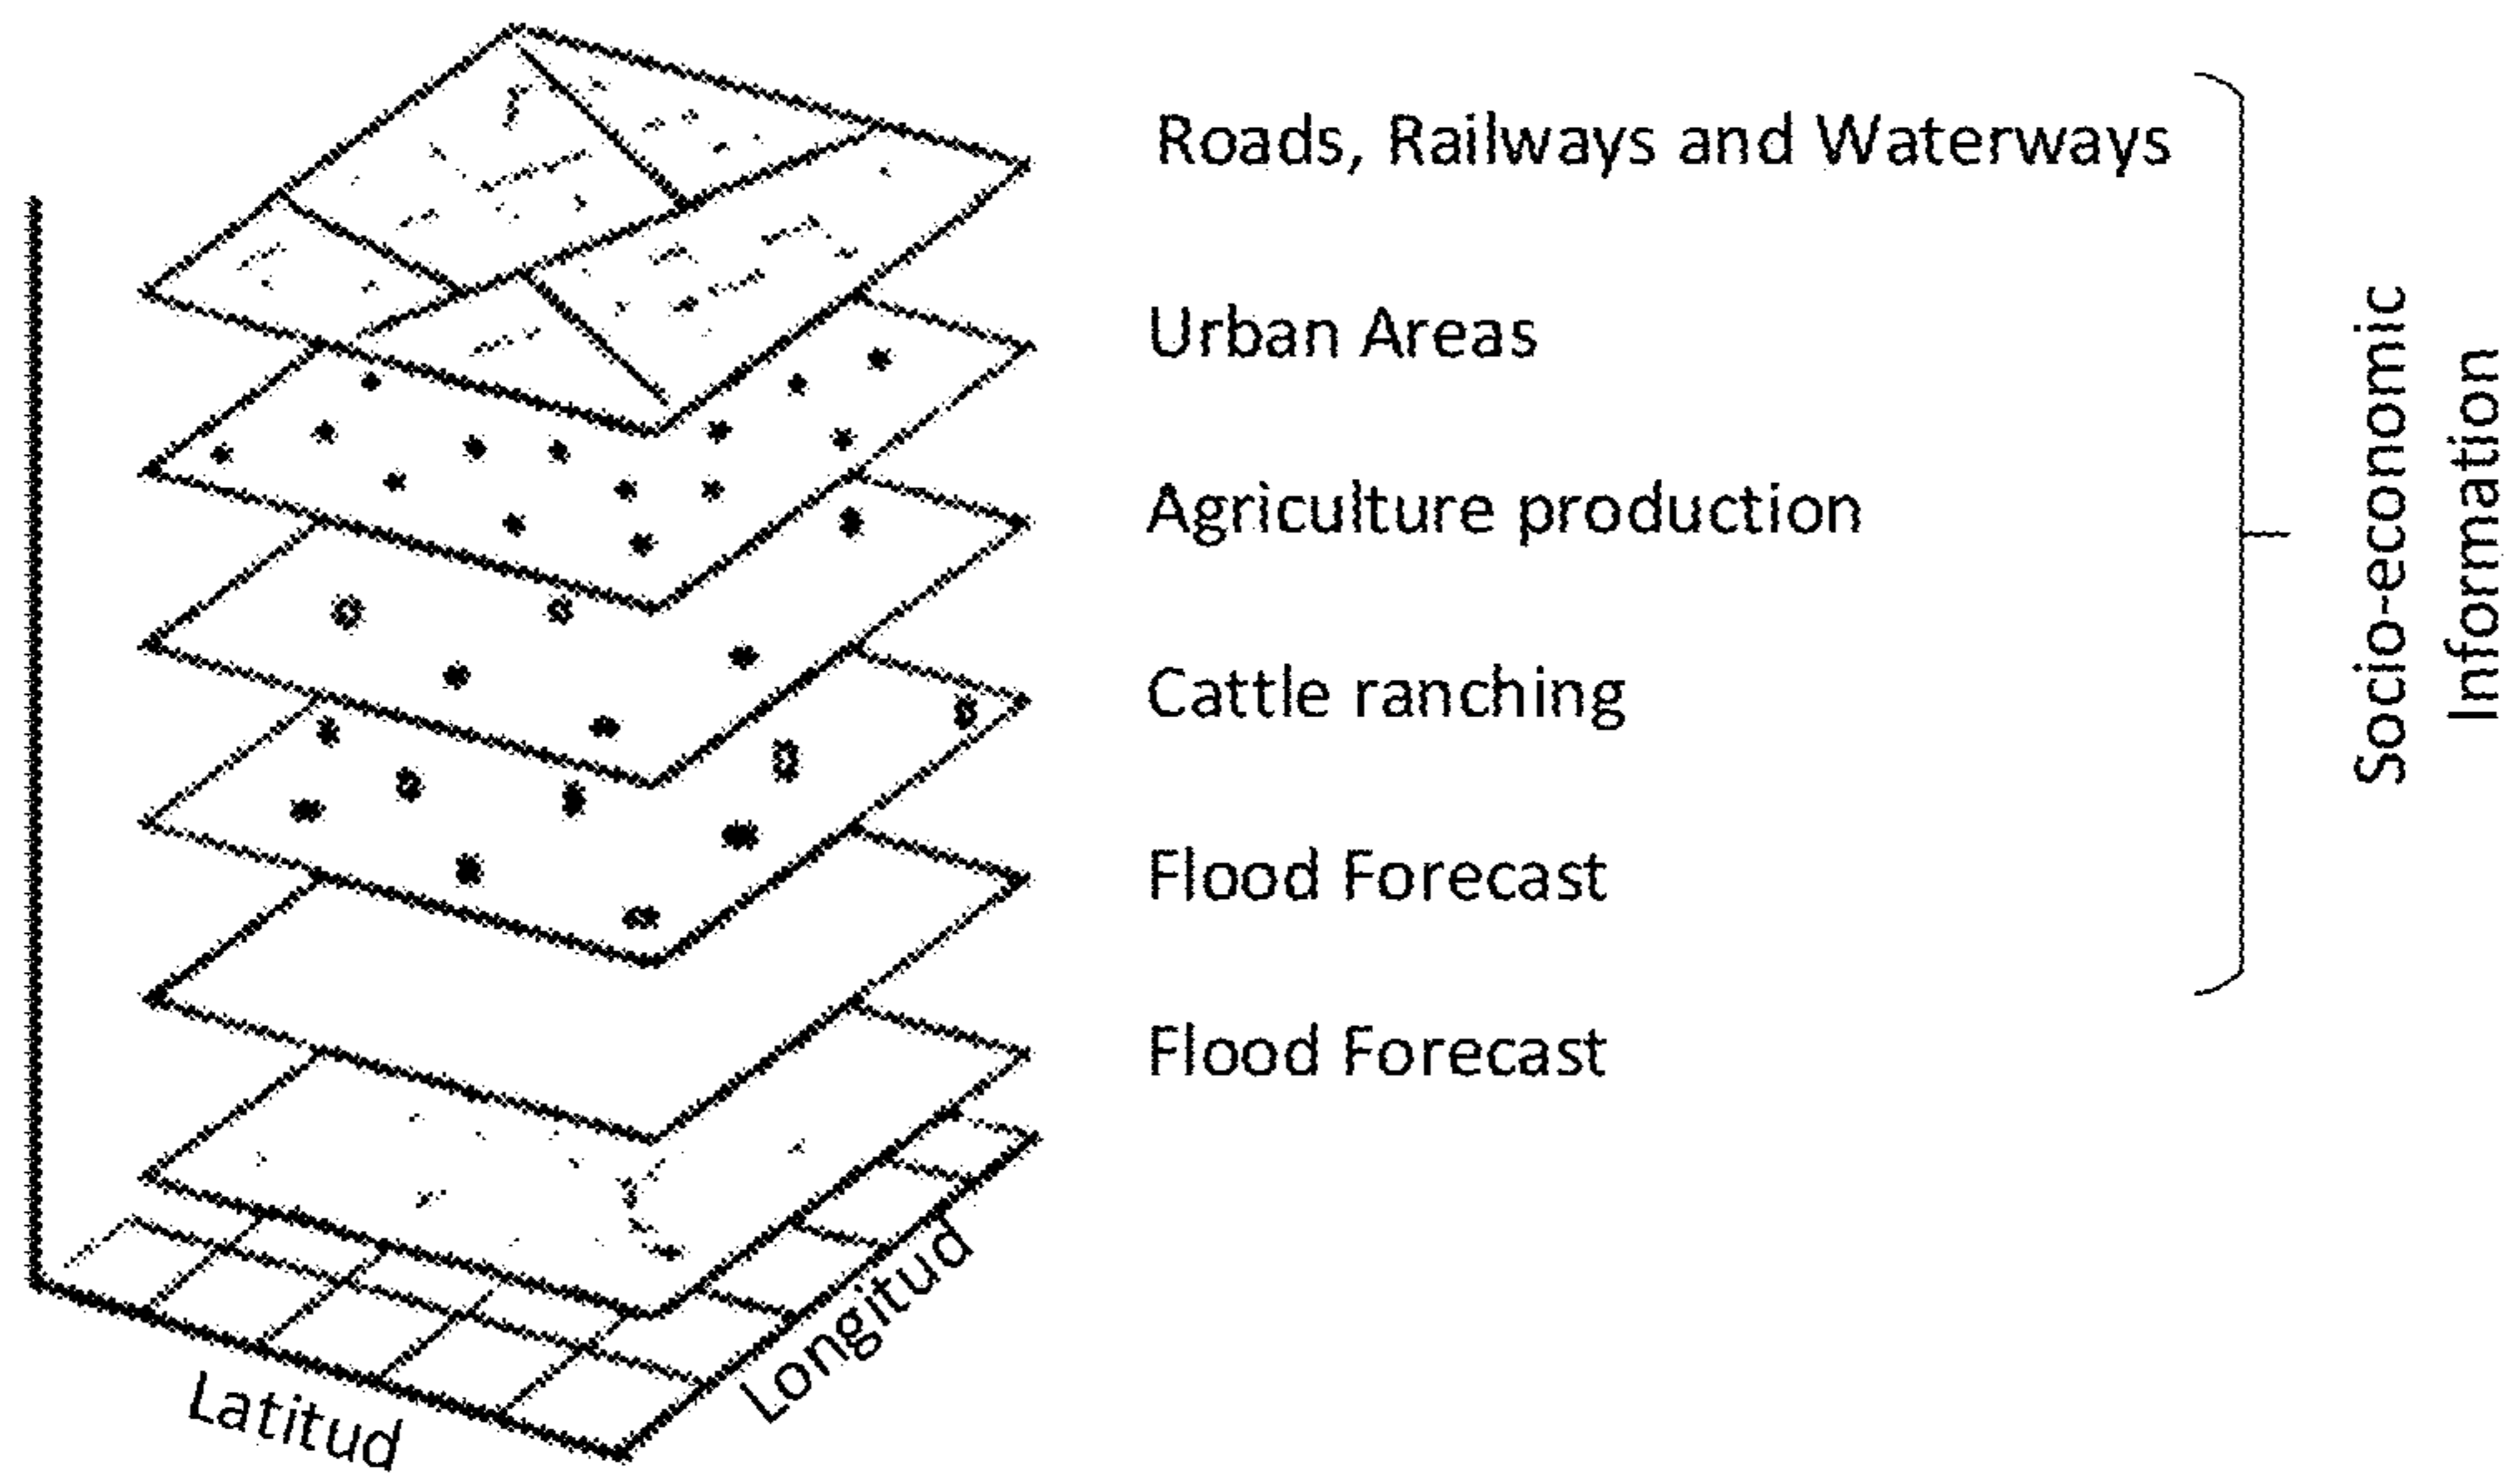 Roads, Railways and Waterways
Urban Areas
Agriculture production
Cattle ranching
Flood Forecast
Flood Forecast
Socio-economic
Information
Latitud
Longitud